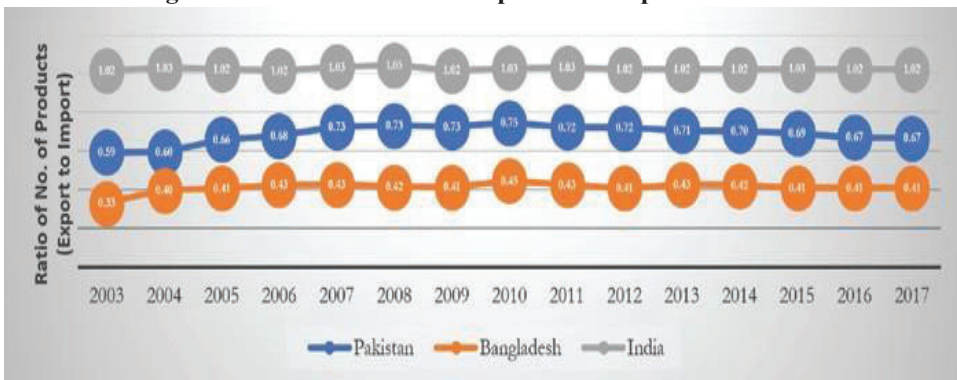 Ratio of No. of Products
(Export to Import)
1.02 1.03 1.02 1.02 1.03 1.05 1.02 1.03 1.03 1.02 1.02 1.02 1.03 1.02 1.02
0.59 0.60 0.66 0.68 0.73 0.73 0.73 0.75 0.72 0.72 0.71 0.70 0.69 0.67 0.67
0.33 0.40 0.41 0.43 0.43 0.42 0.41 0.45 0.43 0.41 0.43 0.42 0.41 0.41 0.41
2003 2004 2005 2006 2007 2008 2009 2010 2011 2012 2013 2014 2015 2016 2017
Pakistan Bangladesh India